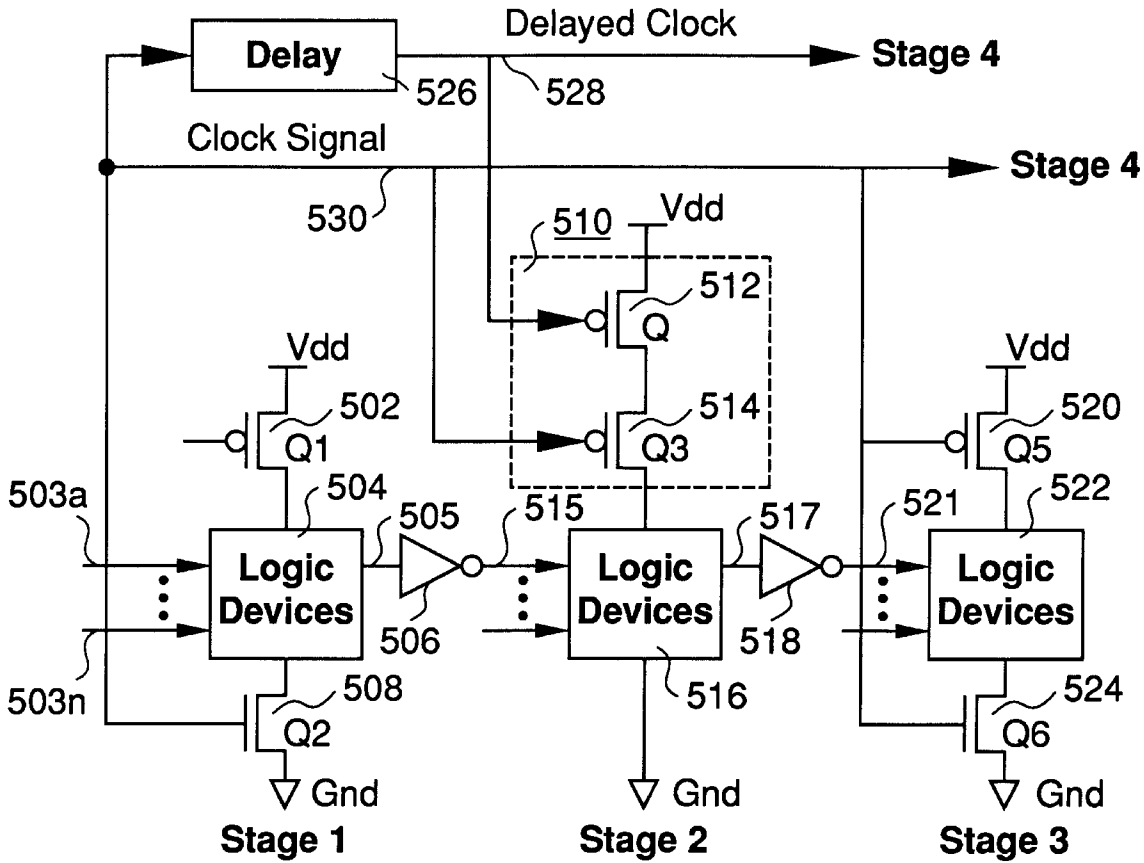 Delayed Clock
Delay
Stage 4
526
528
Clock Signal
Stage 4
530
510
Vdd
512
Q
Vdd
Vdd
502
514
520
Q1
Q3
Q5
503a
504
505
515
517
521
522
Logic Devices
Logic Devices
Logic Devices
506
518
503n
508
516
524
Q2
Q6
Gnd
Gnd
Gnd
Stage 1
Stage 2
Stage 3